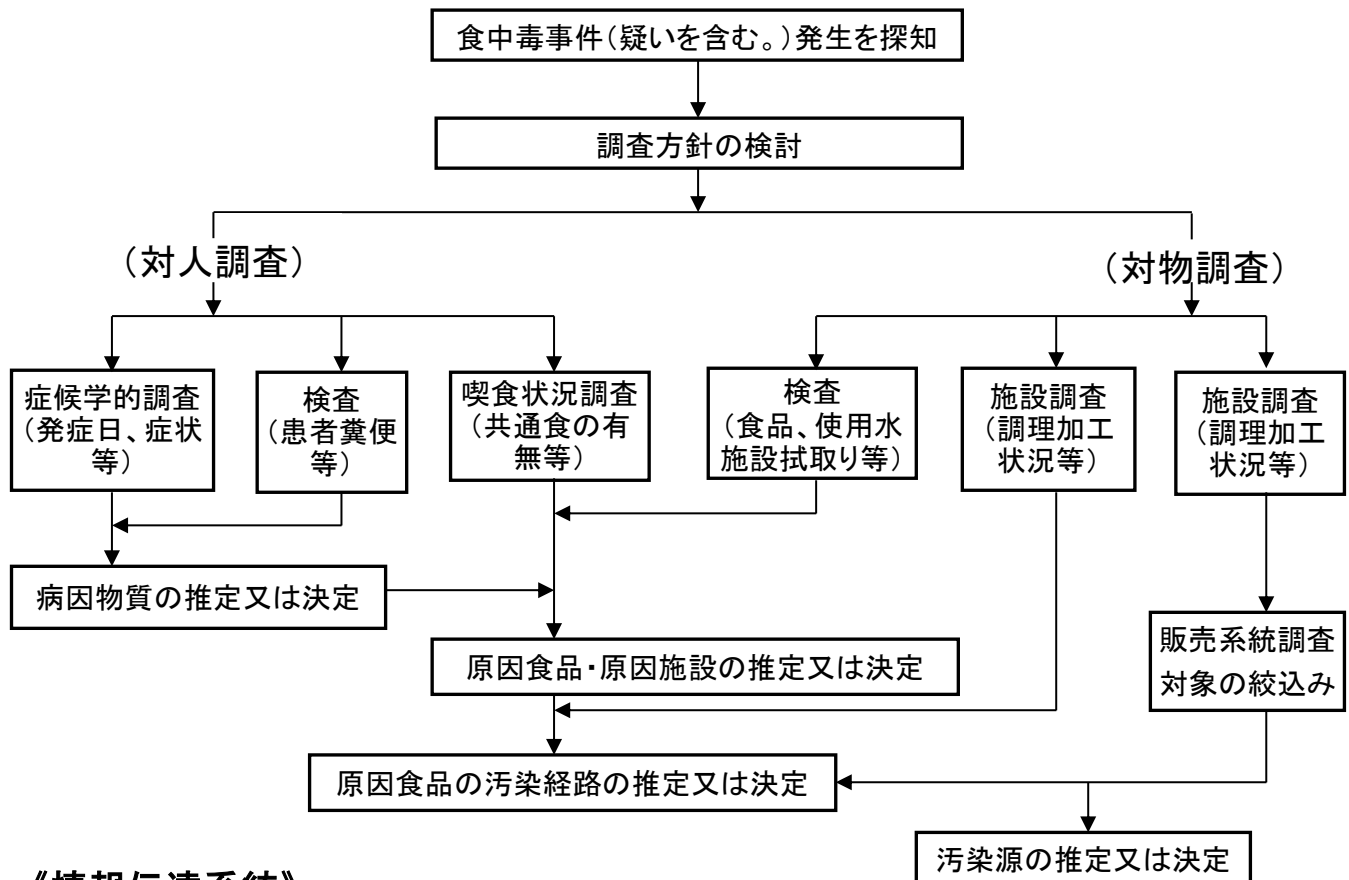 食中毒事件(疑いを含む。)発生を探知
調査方針の検討
(対人調査)
(対物調査)
症候学的調査
(発症日、症状
等)
検査
(患者糞便
等)
喫食状況調査
(共通食の有
無等)
検査
(食品、使用水
施設拭取り等)
施設調査
(調理加工
状況等)
施設調査
(調理加工
状況等)
病因物質の推定又は決定
原因食品・原因施設の推定又は決定
販売系統調査
対象の絞込み
原因食品の汚染経路の推定又は決定
汚染源の推定又は決定